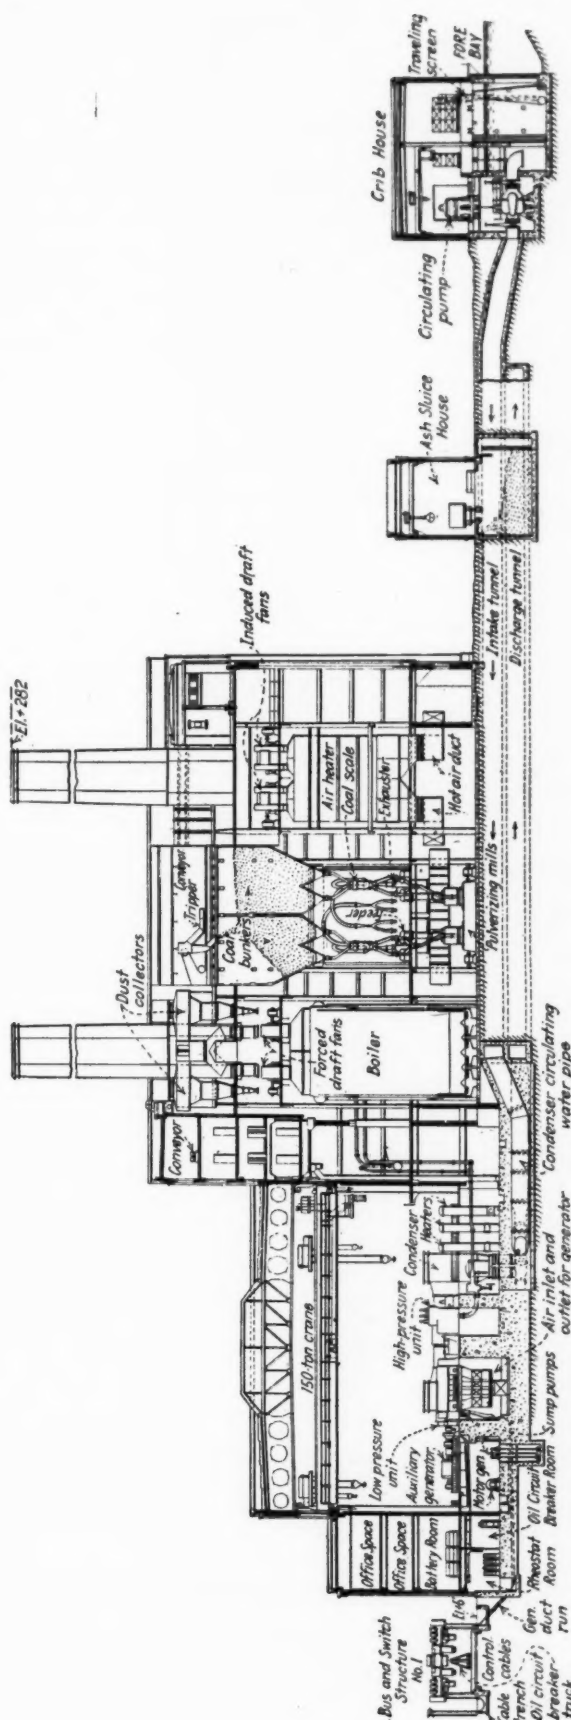 El. + 282
Dust
collectors
Conveyor
Conveyor
Tripper
Coal
bunkers
Induced draft
fans
Forced
draft fans
Boiler
Air heater
Coal scale
Exhauster
Feeder
Hot air duct
Pulverizing mills
150 ton crane
Office Space
Office Space
Battery Room
Low pressure
unit
Auxiliary
generator
Motor gen.
High-pressure
unit
Condenser
Heaters
Bus and Switch
Structure
No. 1
Control
cables
Cable
trench
Oil circuit
breaker
truck
Gen.
duct
run
Rheostat
Room
Oil Circuit
Breaker Room
Sump pumps
Air inlet and
outlet for generator
Condenser circulating
water pipe
Intake tunnel
Discharge tunnel
Ash Sluice
House
Circulating
pump
Crib House
Traveling
screen
FORE
BAY